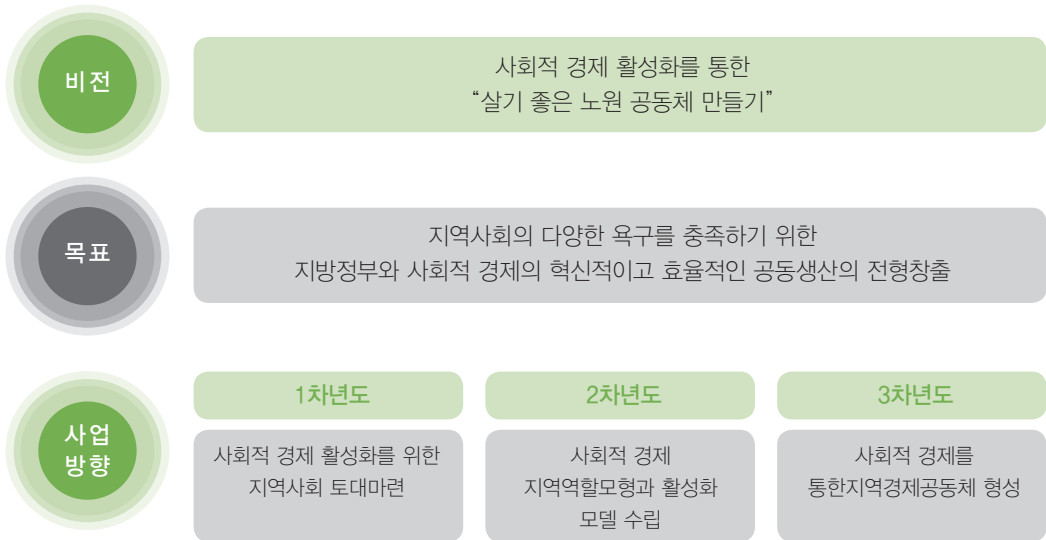 비전
사회적 경제 활성화를 통한
“살기 좋은 노원 공동체 만들기”
목표
지역사회의 다양한 욕구를 충족하기 위한
지방정부와 사회적 경제의 혁신적이고 효율적인 공동생산의 전형창출
사업
방향
1차년도
사회적 경제 활성화를 위한
지역사회 토대마련
2차년도
사회적 경제
지역역할모형과 활성화
모델 수립
3차년도
사회적 경제를
통한지역경제공동체 형성